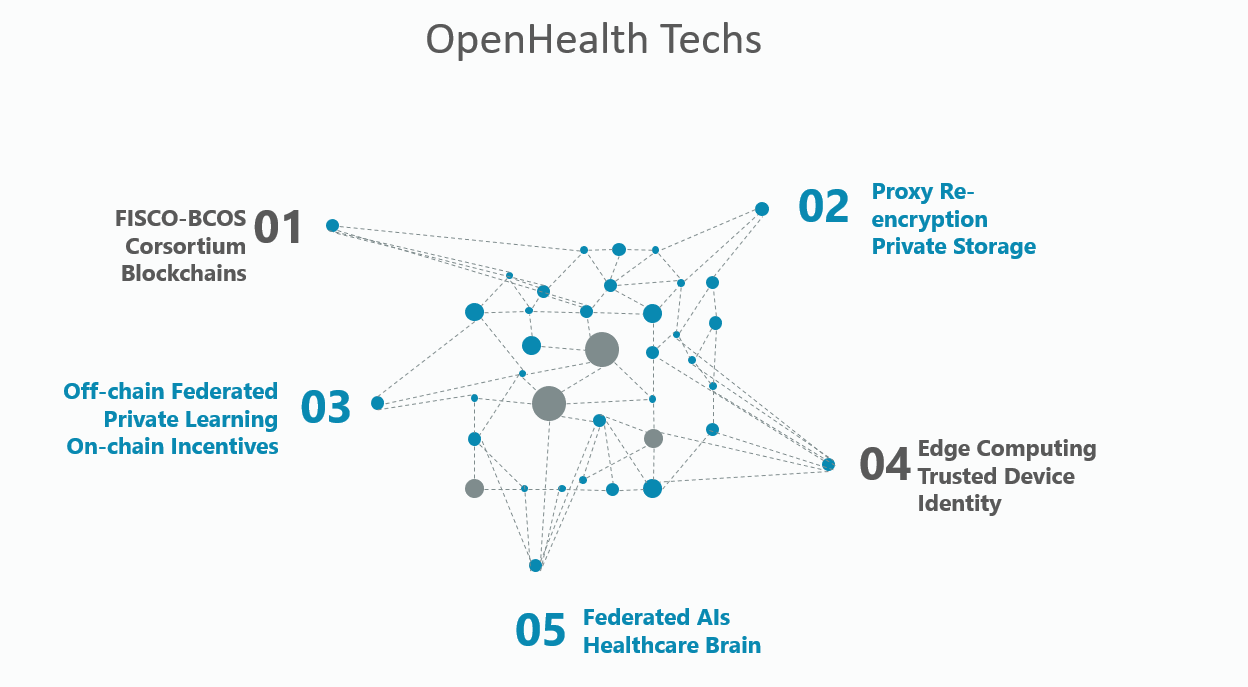 OpenHealth Techs
01
FISCO-BCOS
Corsortium
Blockchains
02
Proxy Re-
encryption
Private Storage
03
Off-chain Federated
Private Learning
On-chain Incentives
04
Edge Computing
Trusted Device
Identity
05
Federated AIs
Healthcare Brain